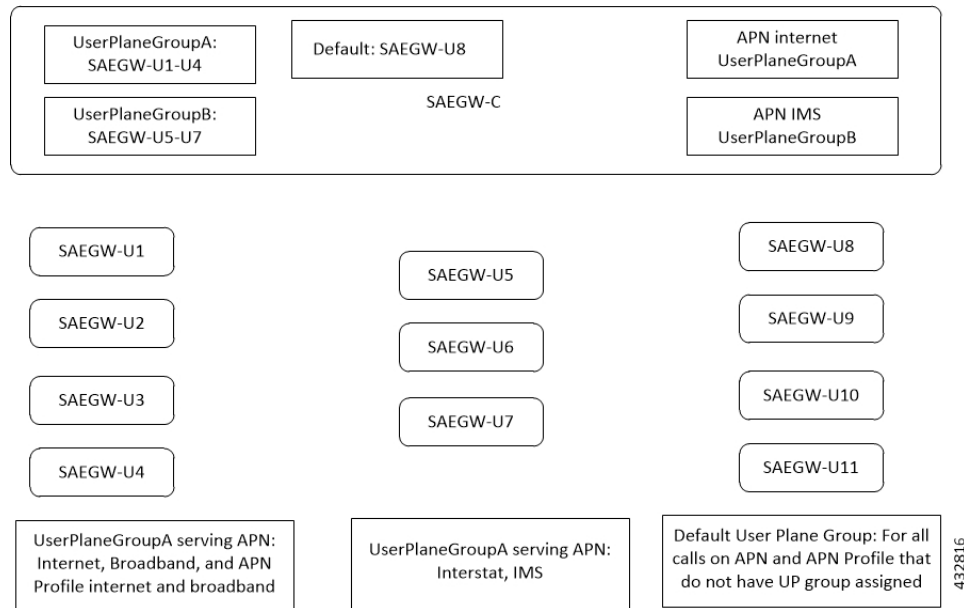 UserPlaneGroupA:
SAEGW-U1-U4
Default: SAEGW-U8
APN internet
UserPlaneGroupA
UserPlaneGroupB:
SAEGW-U5-U7
SAEGW-C
APN IMS
UserPlaneGroupB
SAEGW-U1
SAEGW-U2
SAEGW-U3
SAEGW-U4
SAEGW-U5
SAEGW-U6
SAEGW-U7
SAEGW-U8
SAEGW-U9
SAEGW-U10
SAEGW-U11
UserPlaneGroupA serving APN:
Internet, Broadband, and APN
Profile internet and broadband
UserPlaneGroupA serving APN:
Interstat, IMS
Default User Plane Group: For all
calls on APN and APN Profile that
do not have UP group assigned
432816